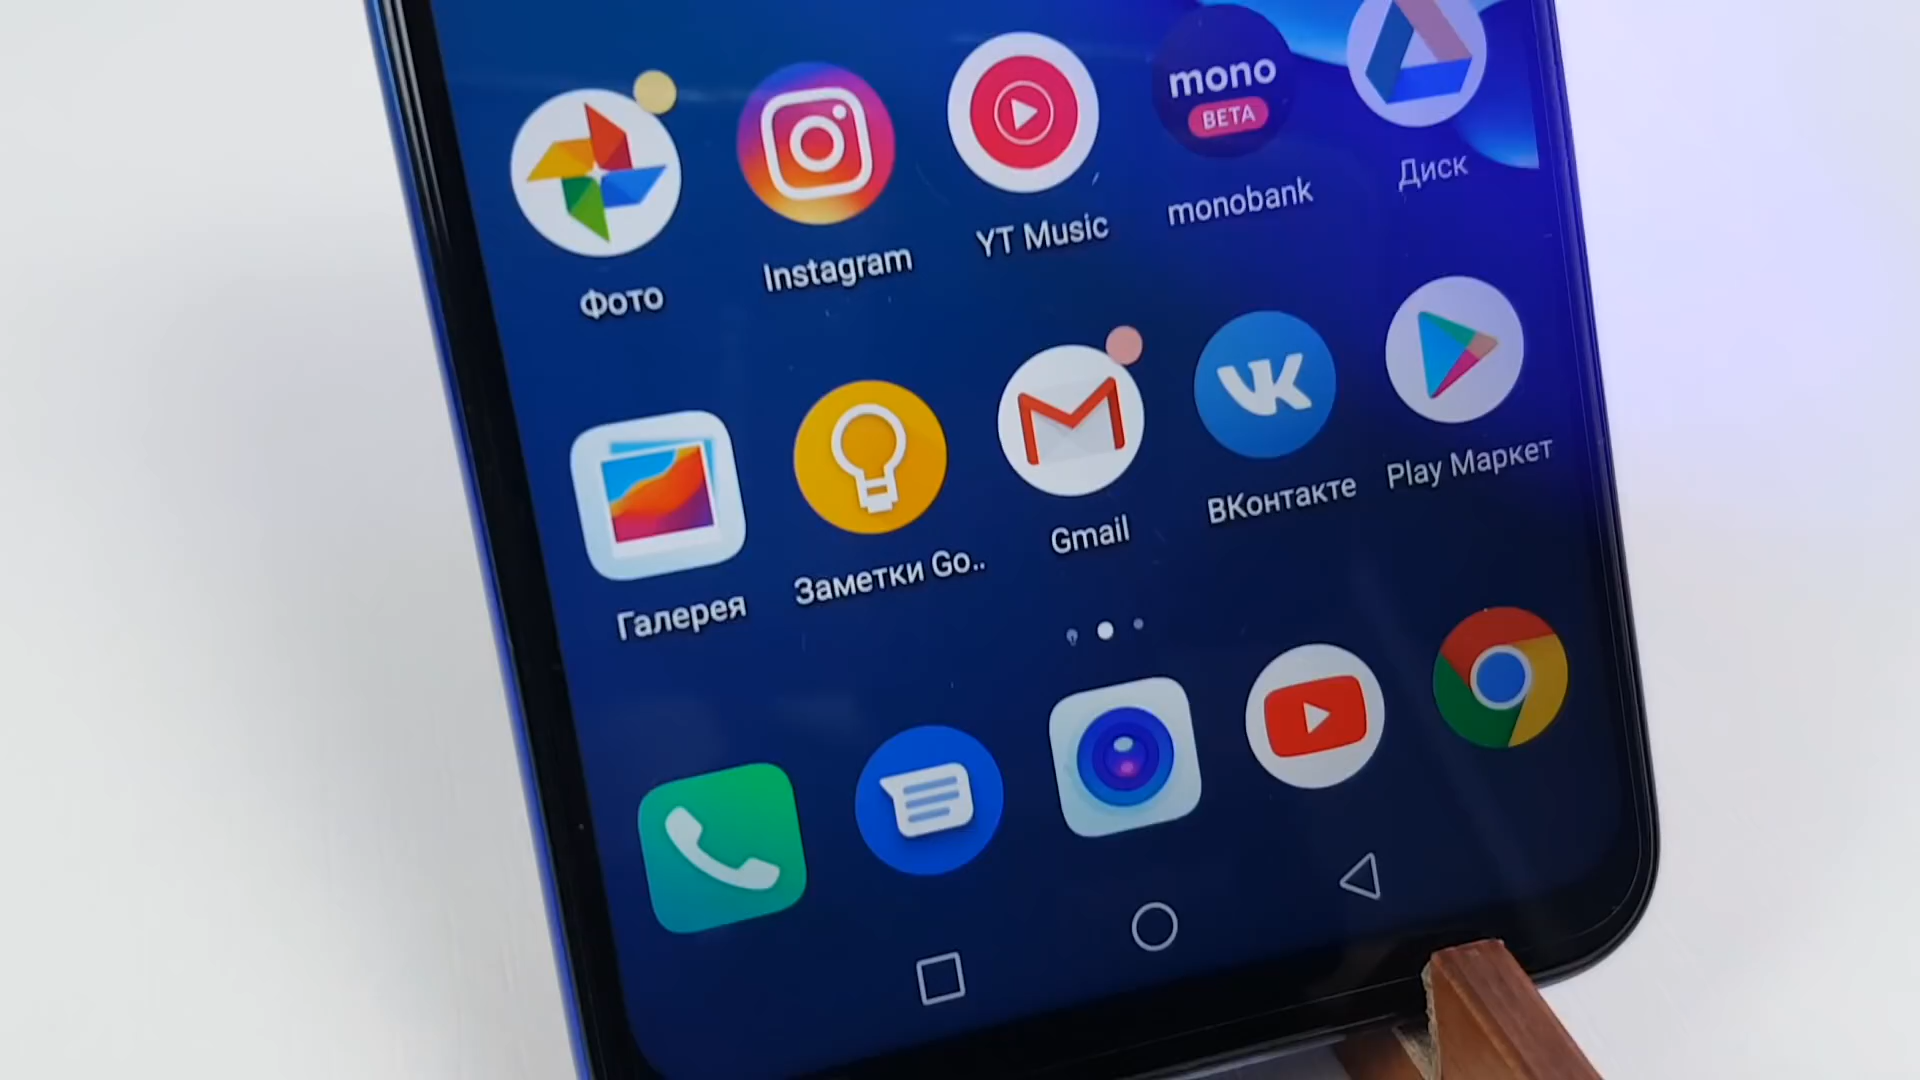 mono
BETA
Фото
Instagram
YT Music
monobank
Диск
Галерея
Заметки Go..
Gmail
ВКонтакте
Play Маркет